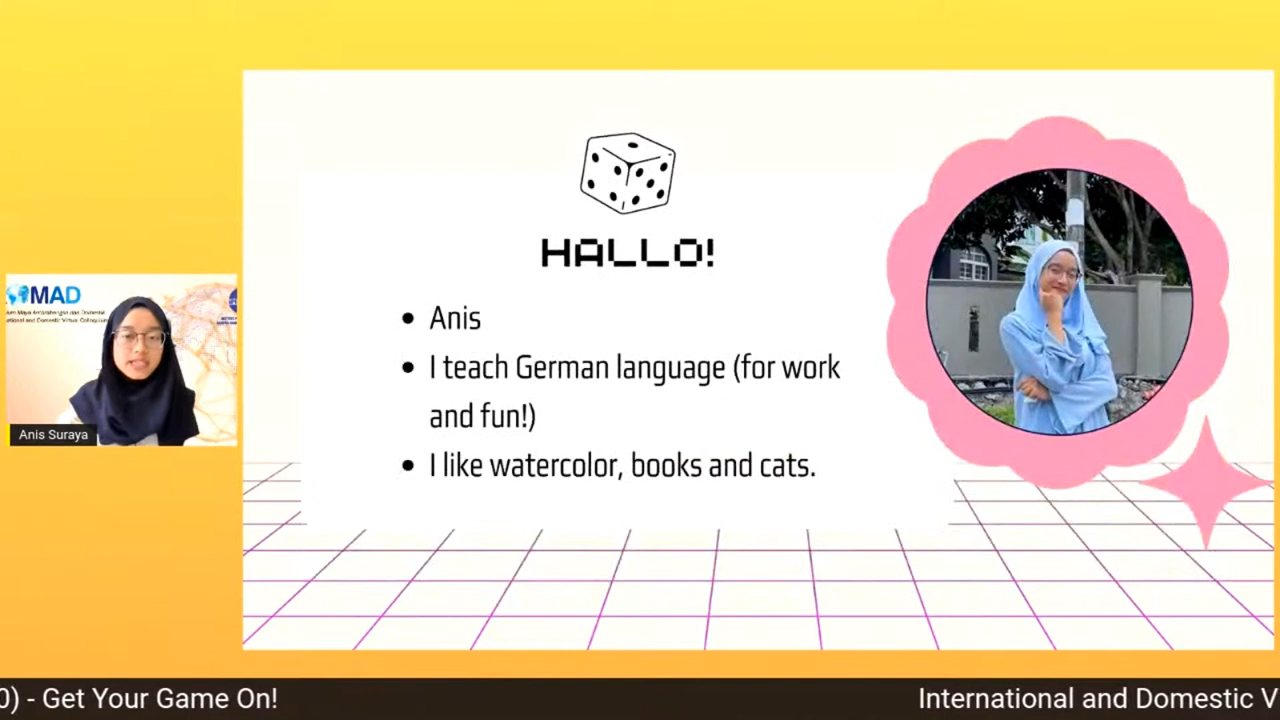 HALLO!
Anis
I teach German language (for work
and fun!)
I like watercolor, books and cats.
MAD
Anis Suraya
0) - Get Your Game On!
International and Domestic V